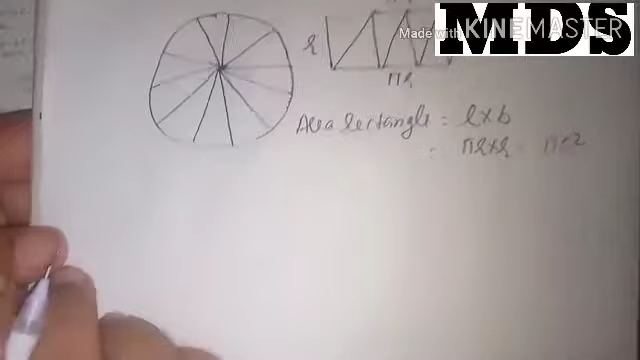 MDS
Made with KINEMASTER
r
πr
Area rectangle = l×b
= πr×r = πr2